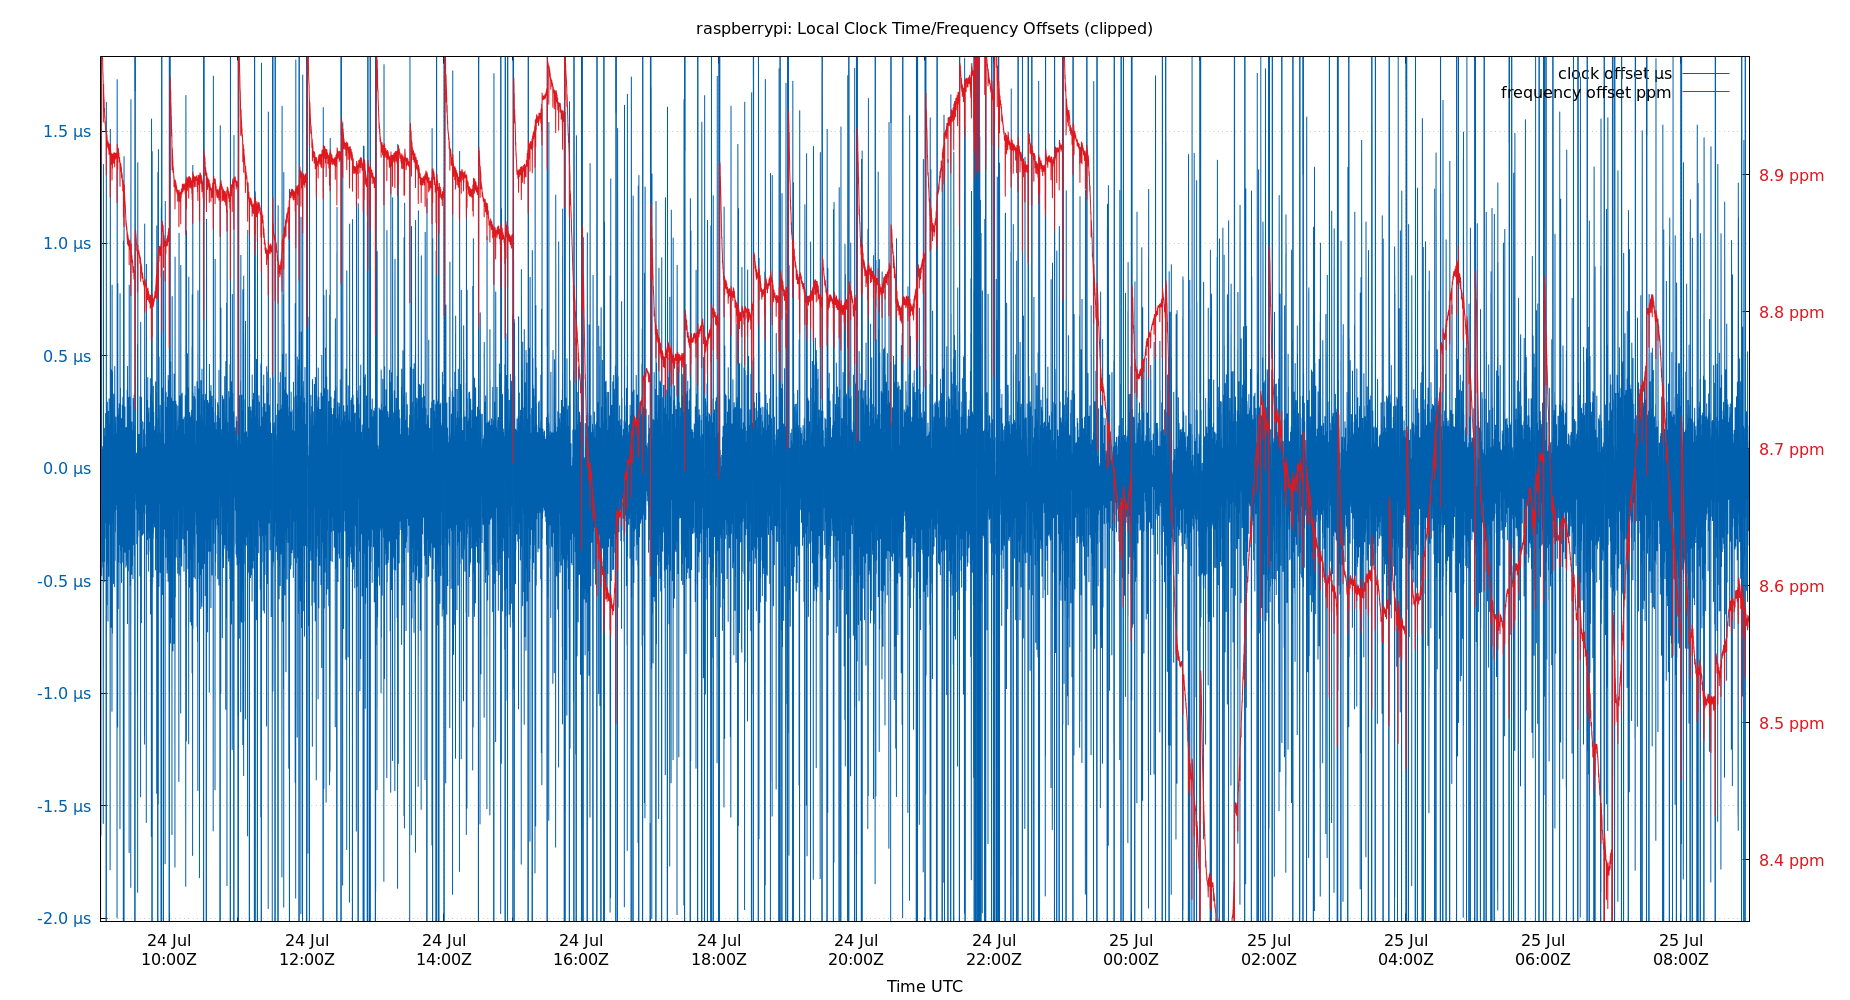 raspberrypi: Local Clock Time/Frequency Offsets (clipped)
clock offset µs
frequency offset ppm
1.5 µs
1.0 µs
0.5 µs
0.0 µs
-0.5 µs
-1.0 µs
-1.5 µs
-2.0 µs
8.9 ppm
8.8 ppm
8.7 ppm
8.6 ppm
8.5 ppm
8.4 ppm
24 Jul
10:00Z
24 Jul
12:00Z
24 Jul
14:00Z
24 Jul
16:00Z
24 Jul
18:00Z
24 Jul
20:00Z
24 Jul
22:00Z
25 Jul
00:00Z
25 Jul
02:00Z
25 Jul
04:00Z
25 Jul
06:00Z
25 Jul
08:00Z
Time UTC